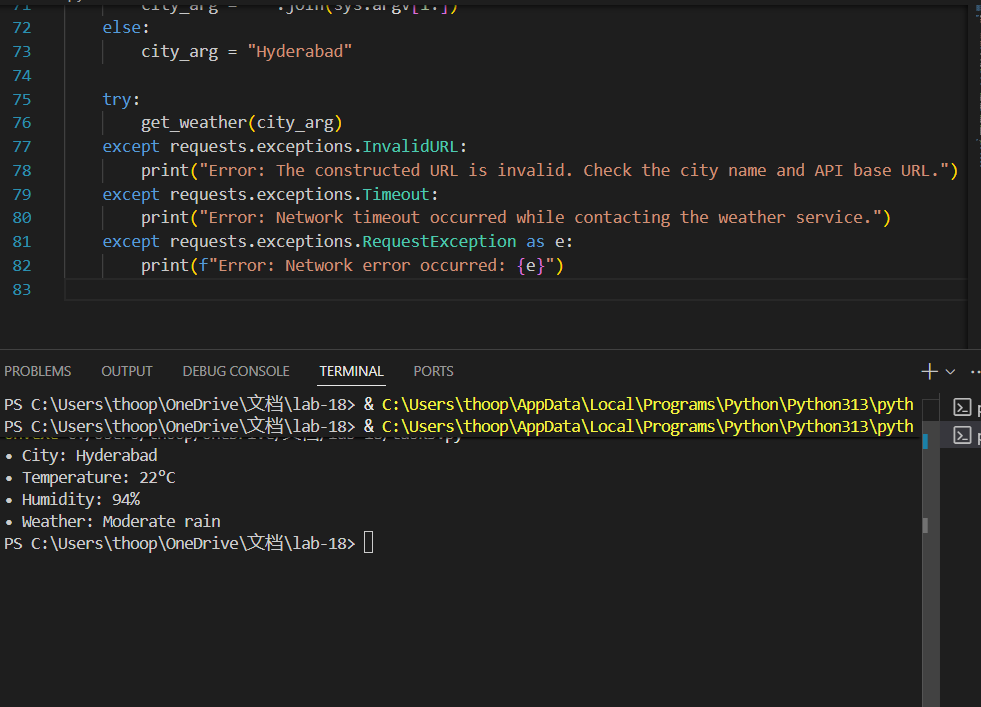 71 city_arg = " ".join(sys.argv[1:])
72 else:
73 city_arg = "Hyderabad"
74
75 try:
76 get_weather(city_arg)
77 except requests.exceptions.InvalidURL:
78 print("Error: The constructed URL is invalid. Check the city name and API base URL.")
79 except requests.exceptions.Timeout:
80 print("Error: Network timeout occurred while contacting the weather service.")
81 except requests.exceptions.RequestException as e:
82 print(f"Error: Network error occurred: {e}")
83
PROBLEMS OUTPUT DEBUG CONSOLE TERMINAL PORTS
PS C:\Users\thoop\OneDrive\文档\lab-18> & C:\Users\thoop\AppData\Local\Programs\Python\Python313\pyth
PS C:\Users\thoop\OneDrive\文档\lab-18> & C:\Users\thoop\AppData\Local\Programs\Python\Python313\pyth
• City: Hyderabad
• Temperature: 22°C
• Humidity: 94%
• Weather: Moderate rain
PS C:\Users\thoop\OneDrive\文档\lab-18>